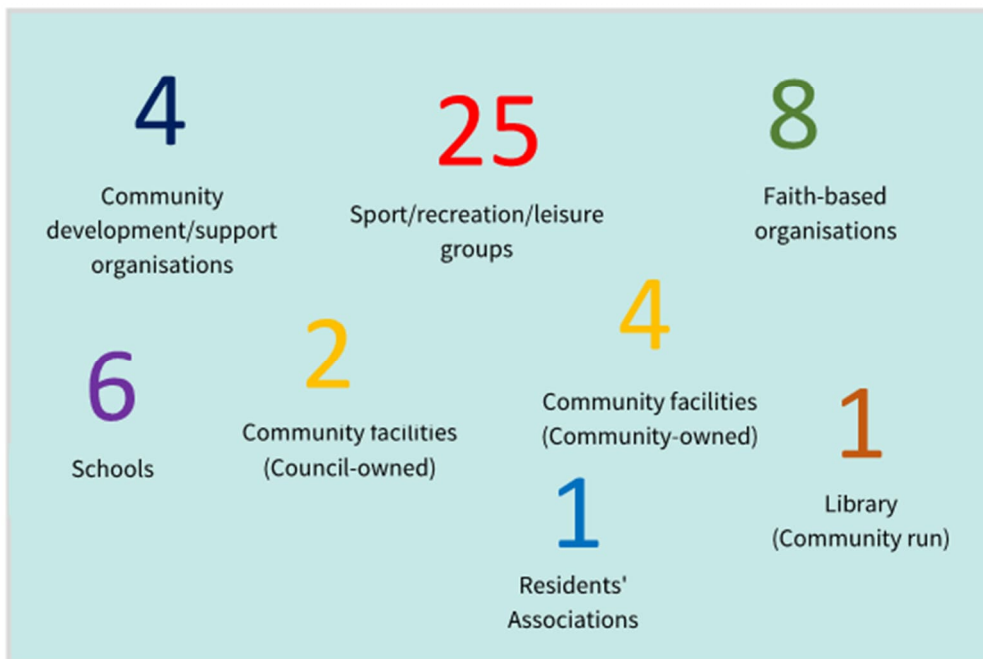 4
Community
development/support
organisations
25
Sport/recreation/leisure
groups
8
Faith-based
organisations
6
Schools
2
Community facilities
(Council-owned)
4
Community facilities
(Community-owned)
1
Library
(Community run)
1
Residents'
Associations